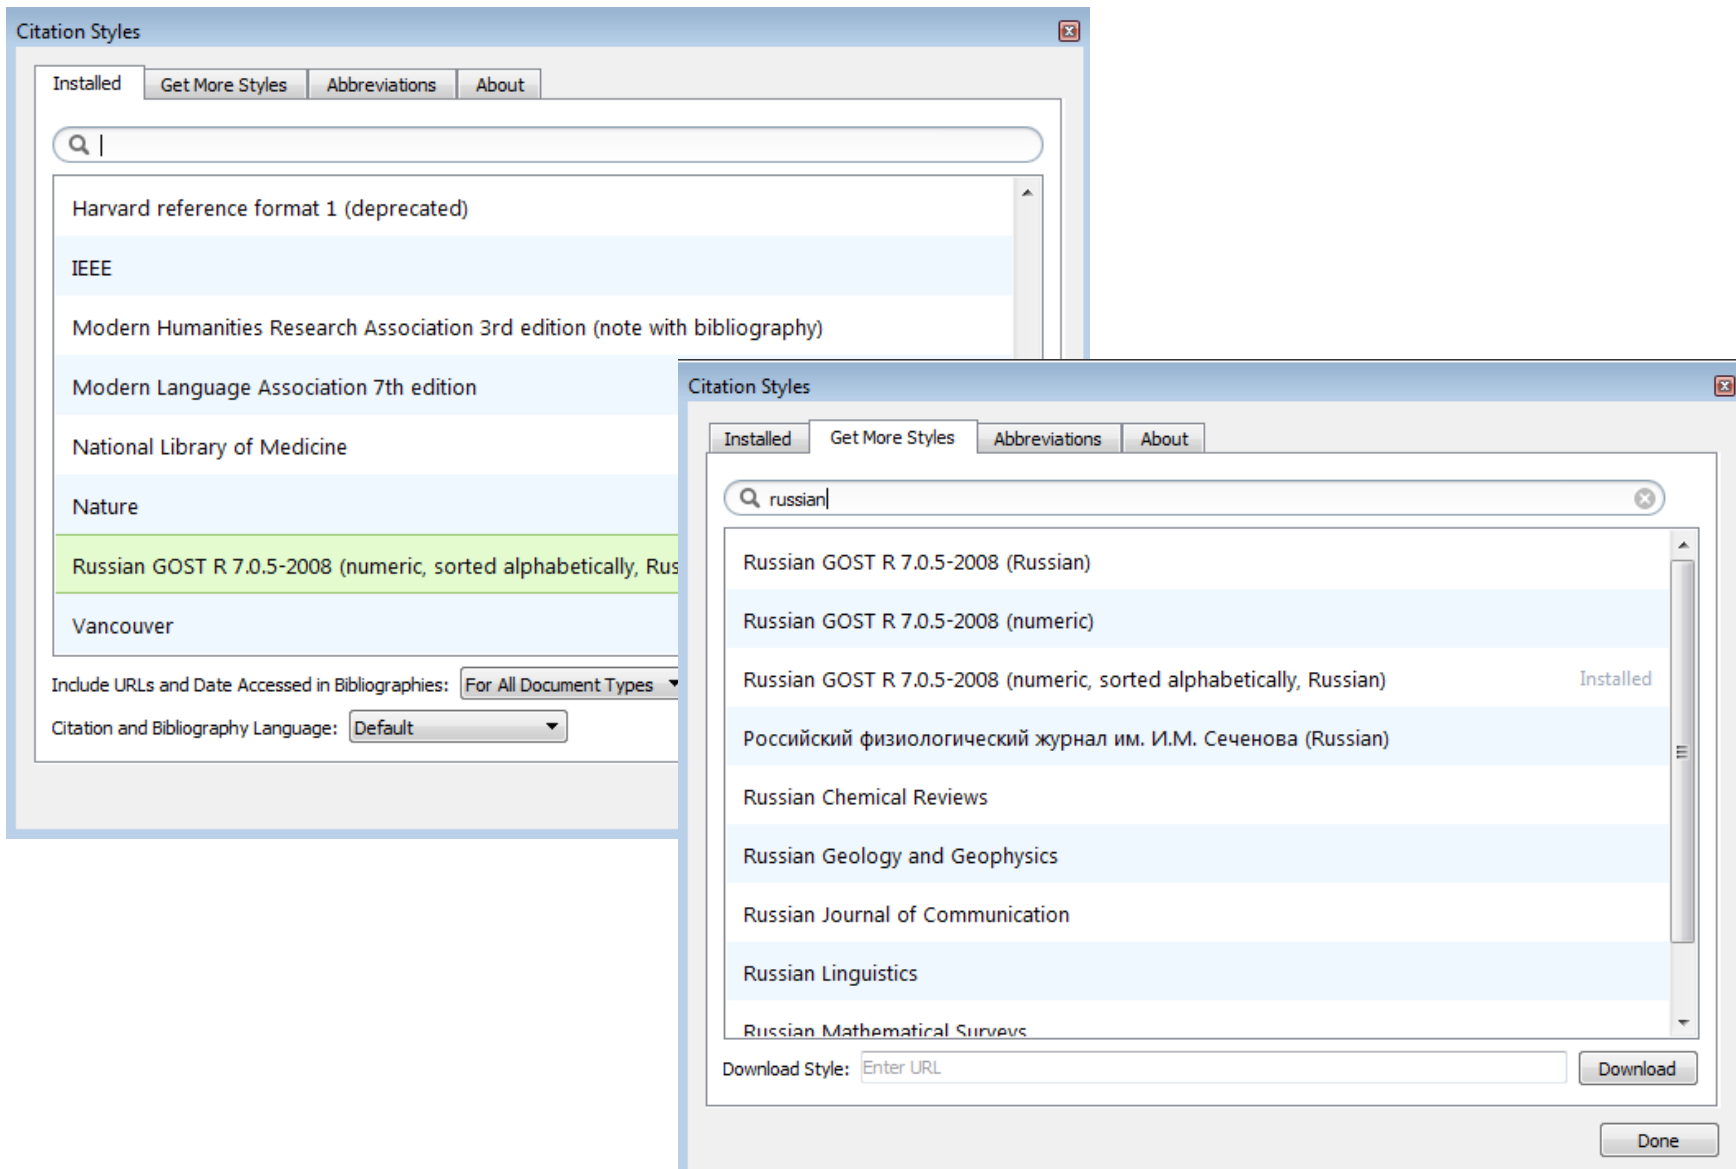 Citation Styles
Installed
Get More Styles
Abbreviations
About
Harvard reference format 1 (deprecated)
IEEE
Modern Humanities Research Association 3rd edition (note with bibliography)
Modern Language Association 7th edition
National Library of Medicine
Nature
Russian GOST R 7.0.5-2008 (numeric, sorted alphabetically, Rus
Vancouver
Include URLs and Date Accessed in Bibliographies: For All Document Types
Citation and Bibliography Language: Default
Citation Styles
Installed
Get More Styles
Abbreviations
About
russian
Russian GOST R 7.0.5-2008 (Russian)
Russian GOST R 7.0.5-2008 (numeric)
Russian GOST R 7.0.5-2008 (numeric, sorted alphabetically, Russian) Installed
Российский физиологический журнал им. И.М. Сеченова (Russian)
Russian Chemical Reviews
Russian Geology and Geophysics
Russian Journal of Communication
Russian Linguistics
Russian Mathematical Surveys
Download Style: Enter URL Download
Done